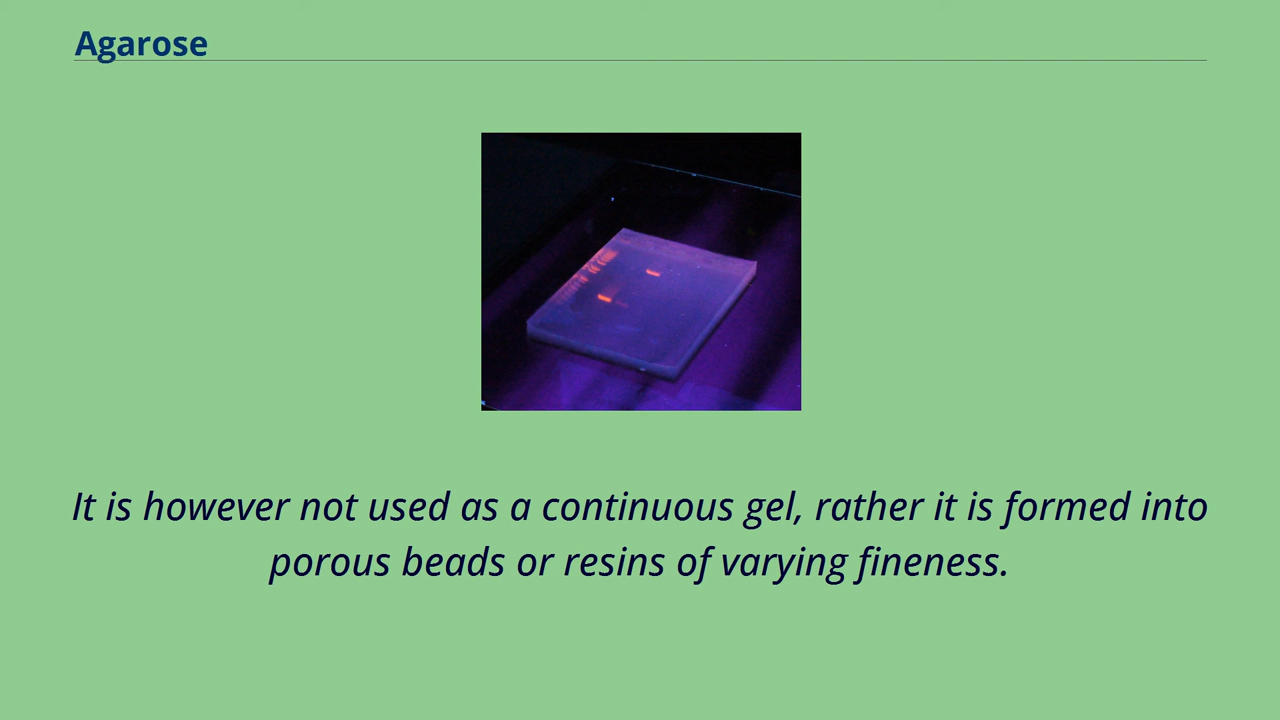 Agarose
It is however not used as a continuous gel, rather it is formed into
porous beads or resins of varying fineness.